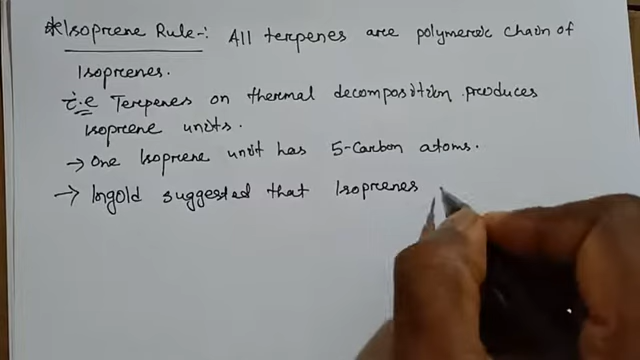 *Isoprene Rule-: All terpenes are polymeric chain of
Isoprenes.
i.e Terpenes on thermal decomposition produces
isoprene units.
→ One Isoprene unit has 5-Carbon atoms.
→ Ingold suggested that Isoprenes